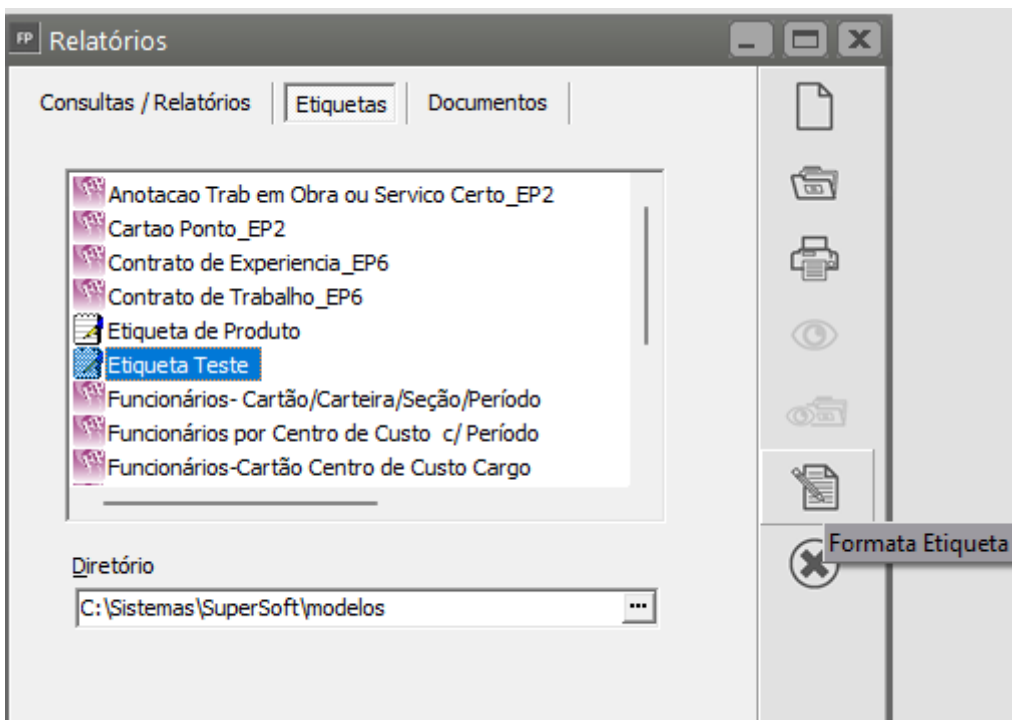 FP Relatórios
Consultas / Relatórios Etiquetas Documentos
Anotacao Trab em Obra ou Servico Certo_EP2
Cartao Ponto_EP2
Contrato de Experiencia_EP6
Contrato de Trabalho_EP6
Etiqueta de Produto
Etiqueta Teste
Funcionários- Cartão/Carteira/Seção/Período
Funcionários por Centro de Custo c/ Período
Funcionários-Cartão Centro de Custo Cargo
Formata Etiqueta
Diretório
C:\Sistemas\SuperSoft\modelos ...